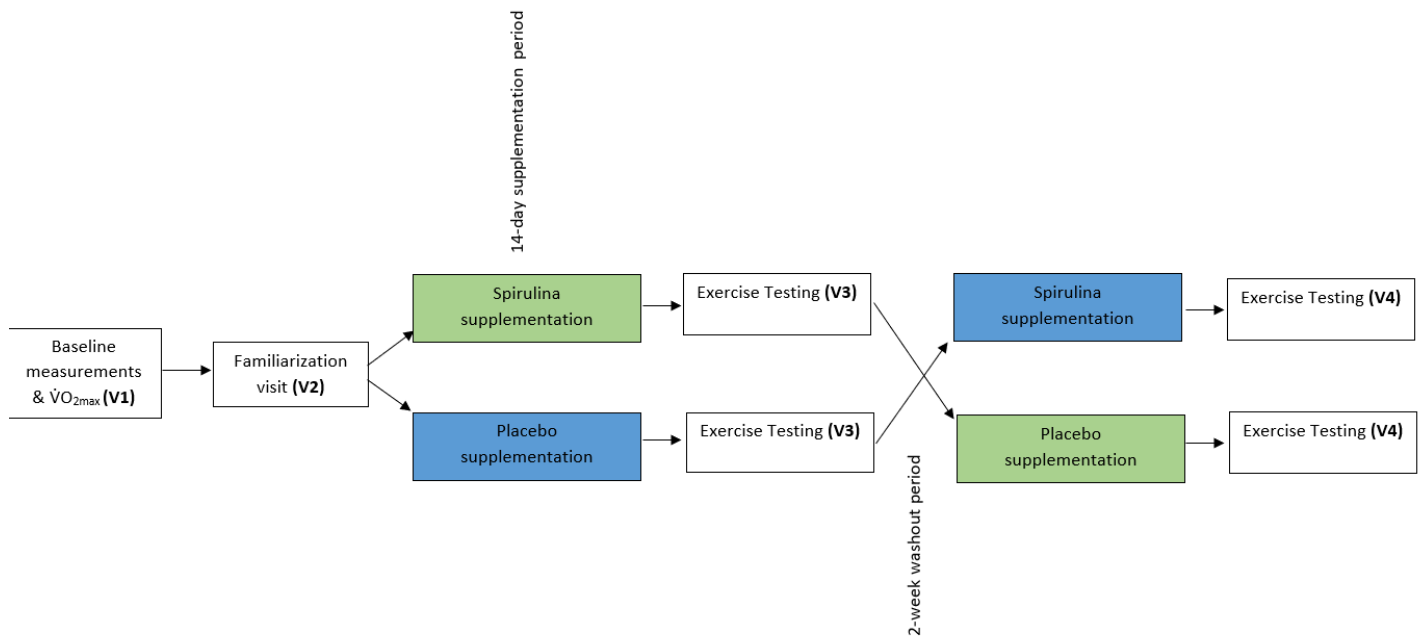 14-day supplementation period
Baseline
measurements
& V̇O₂max (V1)
Familiarization
visit (V2)
Spirulina
supplementation
Exercise Testing (V3)
Placebo
supplementation
Exercise Testing (V3)
2-week washout period
Spirulina
supplementation
Exercise Testing (V4)
Placebo
supplementation
Exercise Testing (V4)